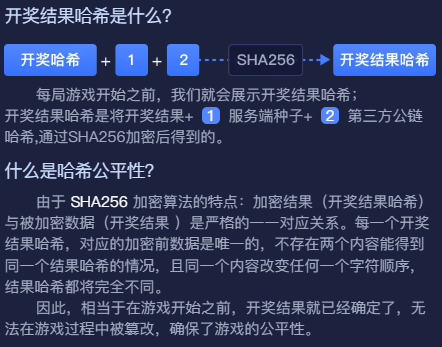 开奖结果哈希是什么?
开奖哈希 + 1 + 2 SHA256 开奖结果哈希
每局游戏开始之前，我们就会展示开奖结果哈希；
开奖结果哈希是将开奖结果+ 1 服务端种子+ 2 第三方公链
哈希,通过SHA256加密后得到的。
什么是哈希公平性?
由于 SHA256 加密算法的特点：加密结果（开奖结果哈希）
与被加密数据（开奖结果 ）是严格的一一对应关系。每一个开奖
结果哈希，对应的加密前数据是唯一的，不存在两个内容能得到
同一个结果哈希的情况，且同一个内容改变任何一个字符顺序，
结果哈希都将完全不同。
因此，相当于在游戏开始之前，开奖结果就已经确定了，无
法在游戏过程中被篡改，确保了游戏的公平性。